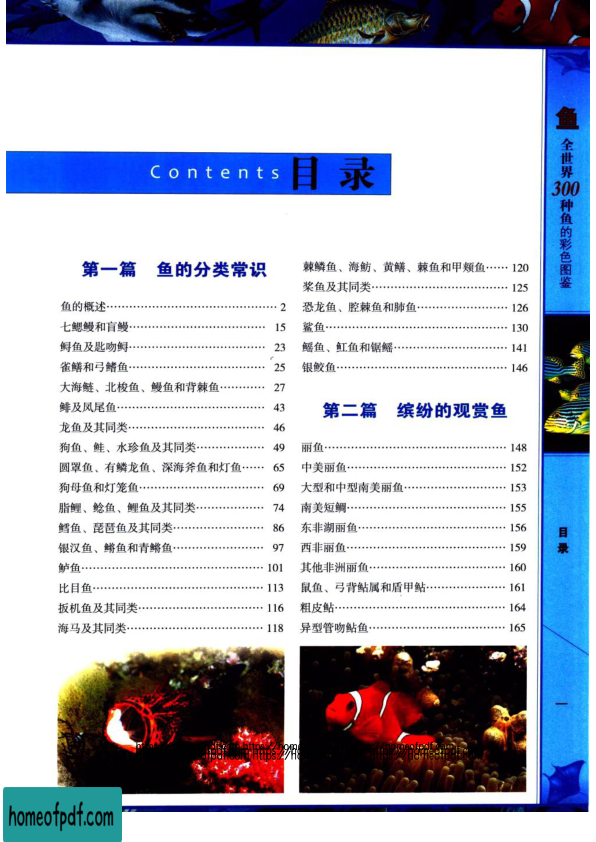 Contents 目录
第一篇 鱼的分类常识
鱼的概述……2
七鳃鳗和盲鳗……15
鲟鱼及匙吻鲟……23
雀鳝和弓鳍鱼……25
大海鲢、北梭鱼、鳗鱼和背棘鱼……27
鲱及凤尾鱼……43
龙鱼及其同类……46
狗鱼、鲑、水珍鱼及其同类……49
圆罩鱼、有鳞龙鱼、深海斧鱼和灯鱼……65
狗母鱼和灯笼鱼……69
脂鲤、鲶鱼、鲤鱼及其同类……74
鳕鱼、琵琶鱼及其同类……86
银汉鱼、鳉鱼和青鳉鱼……97
鲈鱼……101
比目鱼……113
扳机鱼及其同类……116
海马及其同类……118
棘鳞鱼、海鲂、黄鳝、棘鱼和甲颊鱼……120
桨鱼及其同类……125
恐龙鱼、腔棘鱼和肺鱼……126
鲨鱼……130
鳐鱼、魟鱼和锯鳐……141
银鲛鱼……146
第二篇 缤纷的观赏鱼
丽鱼……148
中美丽鱼……152
大型和中型南美丽鱼……153
南美短鲷……155
东非湖丽鱼……156
西非丽鱼……159
其他非洲丽鱼……160
鼠鱼、弓背鲇属和盾甲鲇……161
粗皮鲇……164
异型管吻鲇鱼……165
鱼
全世界300种鱼的彩色图鉴
目录
一
homeofpdf.com